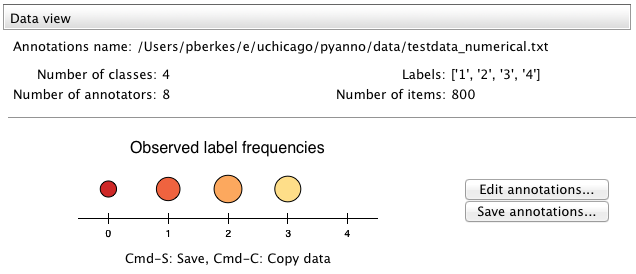 Data view
Annotations name: /Users/pberkes/e/uchicago/pyanno/data/testdata_numerical.txt
Number of classes: 4 Labels: ['1', '2', '3', '4']
Number of annotators: 8 Number of items: 800
Observed label frequencies
Edit annotations...
Save annotations...
0 1 2 3 4
Cmd-S: Save, Cmd-C: Copy data